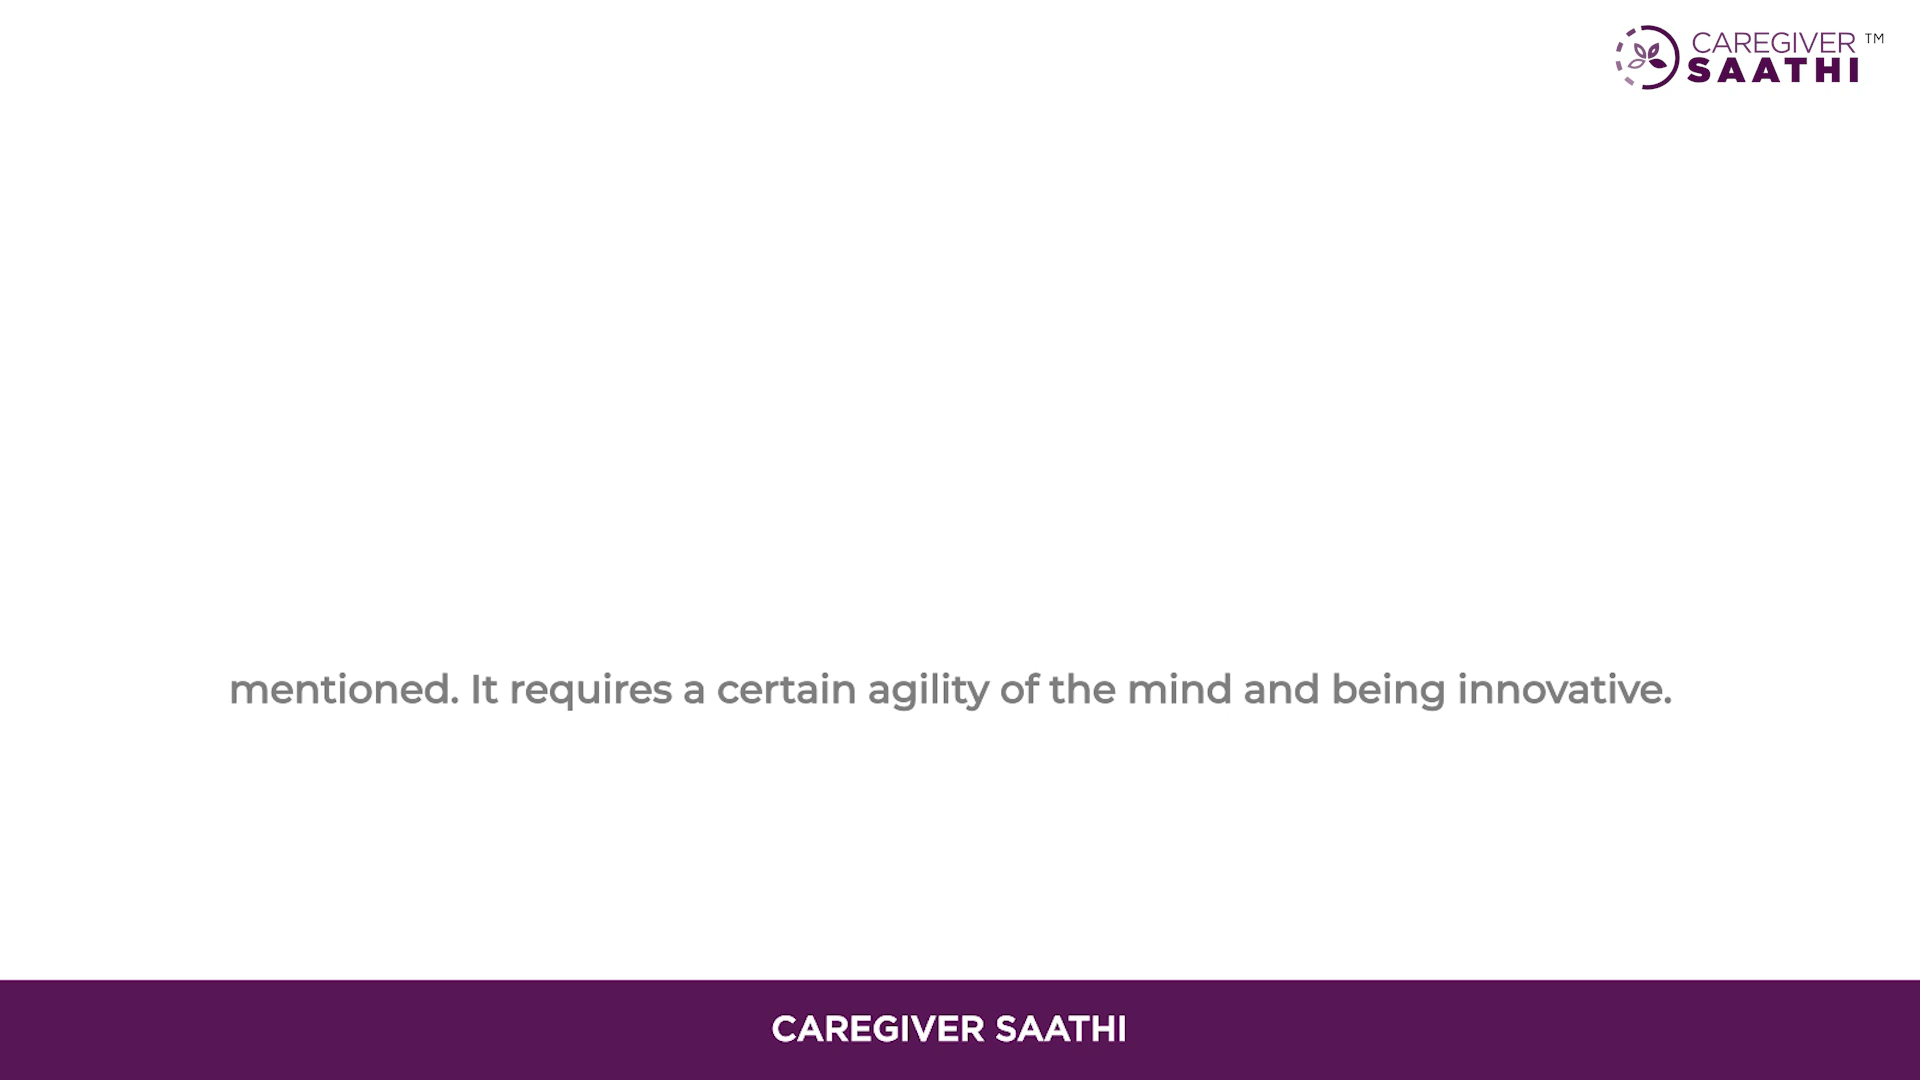 CAREGIVER TM
SAATHI
mentioned. It requires a certain agility of the mind and being innovative.
CAREGIVER SAATHI